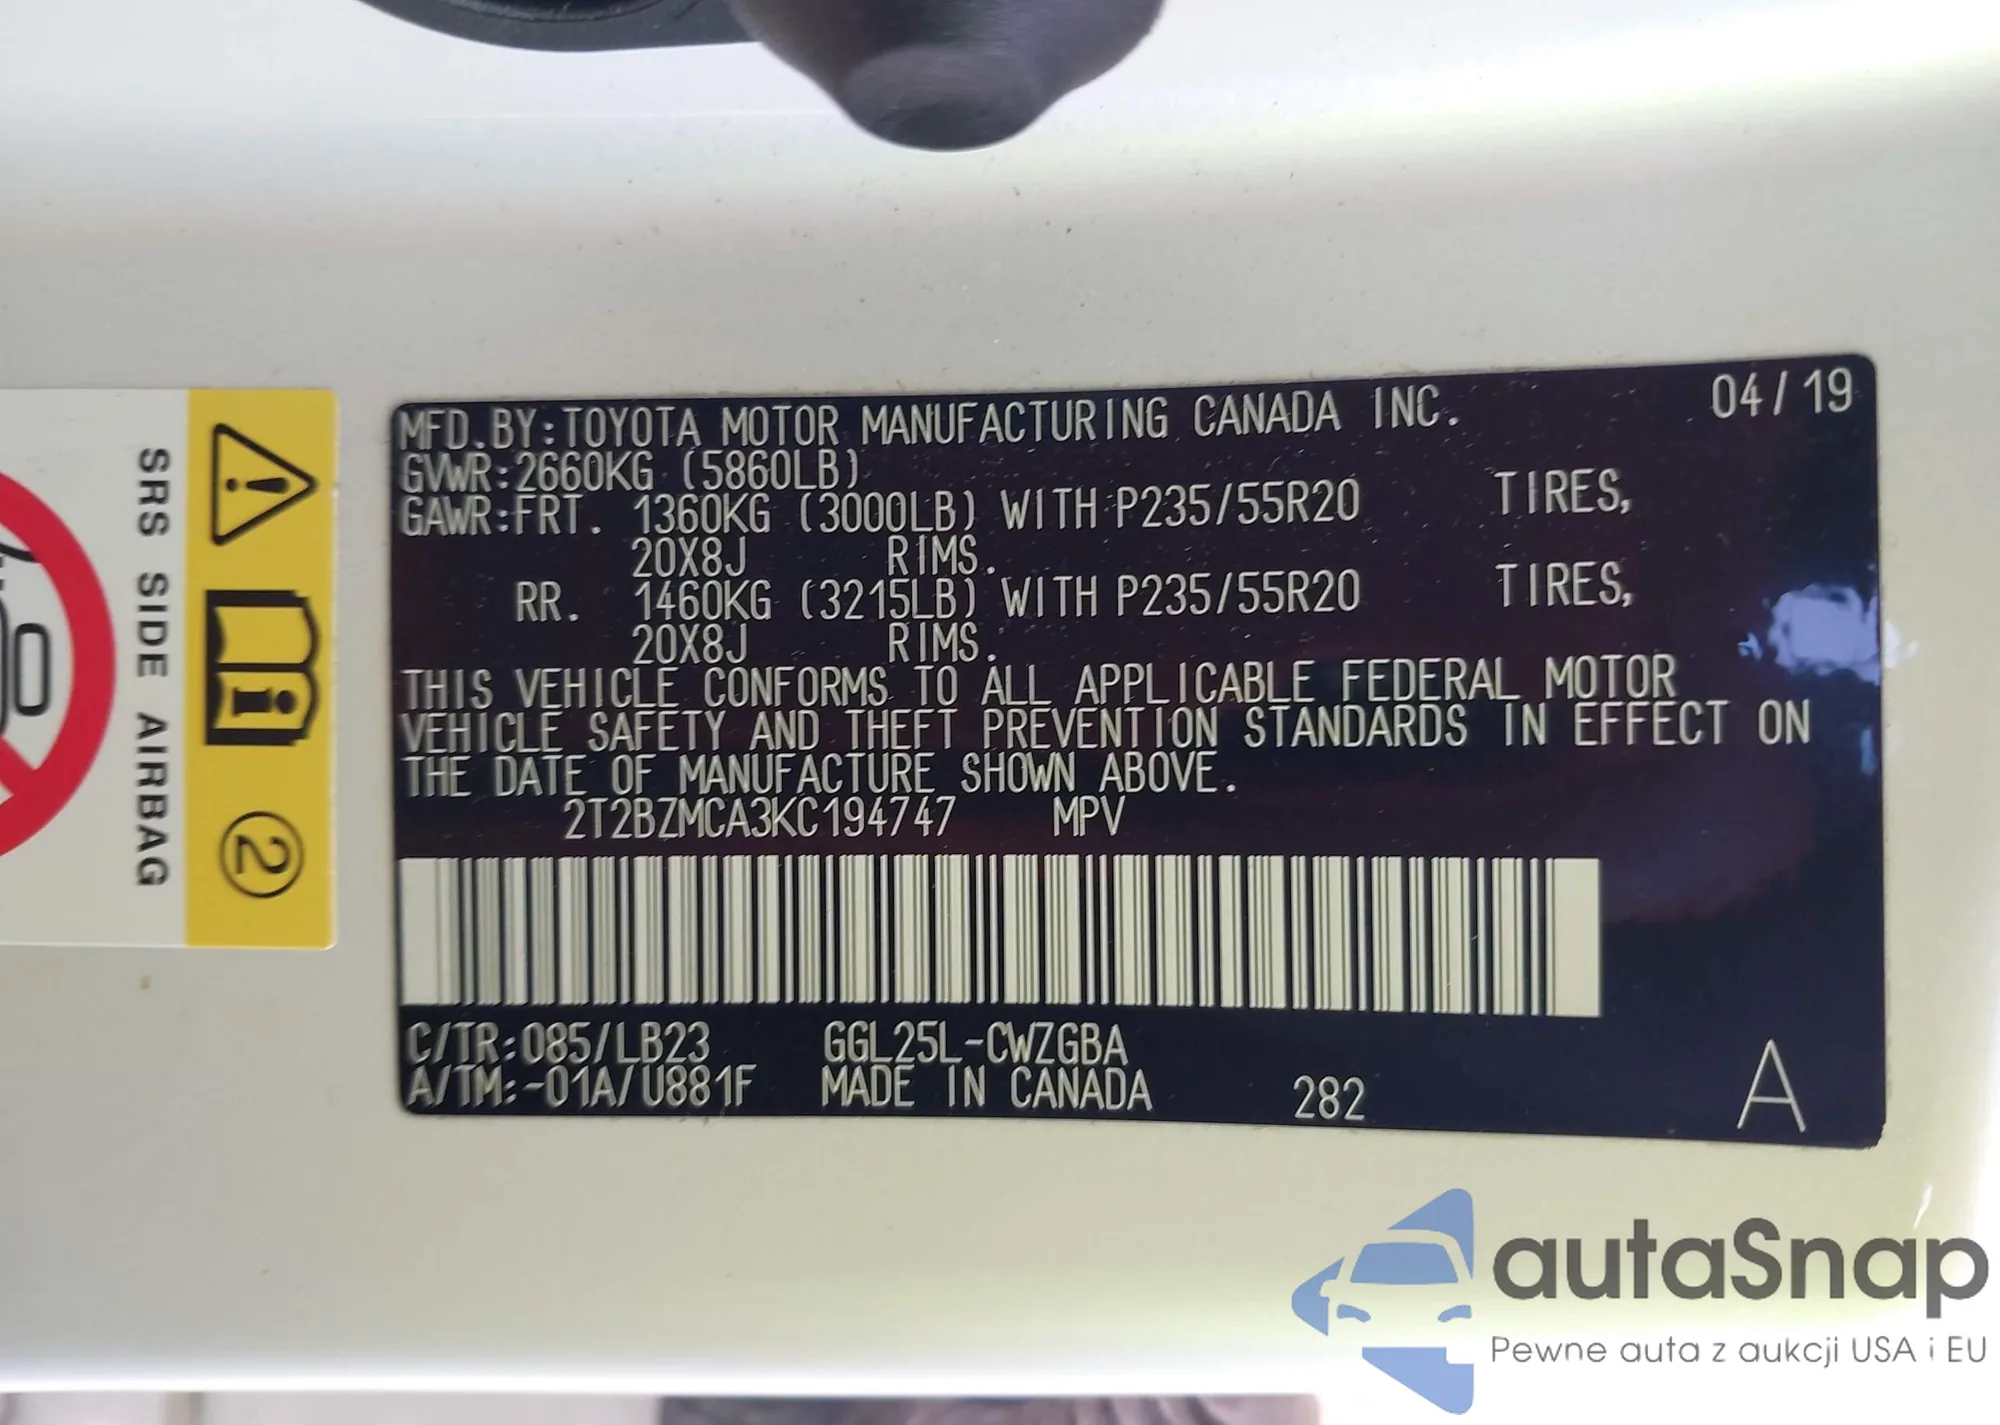 MFD.BY:TOYOTA MOTOR MANUFACTURING CANADA INC. 04/19
GVWR:2660KG (5860LB)
GAWR:FRT. 1360KG (3000LB) WITH P235/55R20 TIRES,
20X8J RIMS.
RR. 1460KG (3215LB) WITH P235/55R20 TIRES,
20X8J RIMS.
THIS VEHICLE CONFORMS TO ALL APPLICABLE FEDERAL MOTOR
VEHICLE SAFETY AND THEFT PREVENTION STANDARDS IN EFFECT ON
THE DATE OF MANUFACTURE SHOWN ABOVE.
2T2BZMCA3KC194747 MPV
C/TR:085/LB23 GGL25L-CWZGBA
A/TM:-01A/U881F MADE IN CANADA 282 A
SRS SIDE AIRBAG
2
autaSnap
Pewne auta z aukcji USA i EU